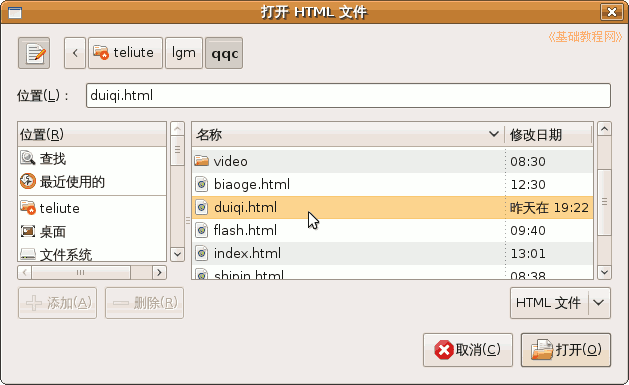 打开 HTML 文件
《基础教程网》
teliute lgm qqc
位置(L)： duiqi.html
位置(R)
查找
最近使用的
teliute
桌面
文件系统
名称 修改日期
video 08:30
biaoge.html 12:30
duiqi.html 昨天在 19:22
flash.html 09:40
index.html 13:01
shipin.html 08:38
添加(A) 删除(R) HTML 文件
取消(C) 打开(O)